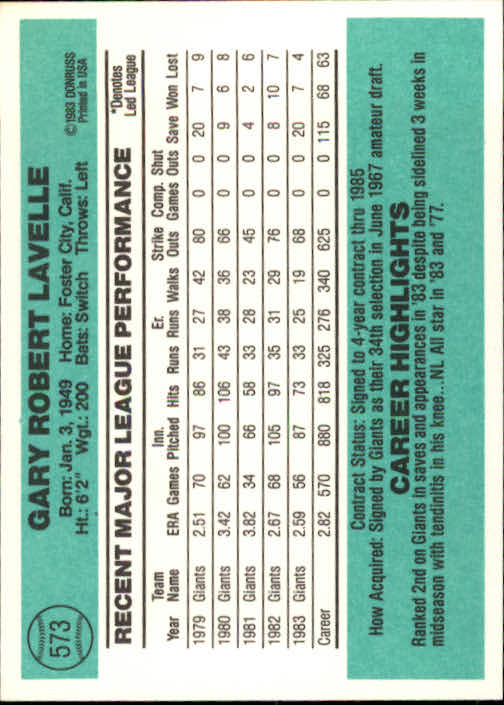 573
GARY ROBERT LAVELLE
©1983 DONRUSS
Printed in USA
Born: Jan. 3, 1949 Home: Foster City, Calif.
Ht.: 6'2" Wgt.: 200 Bats: Switch Throws: Left
RECENT MAJOR LEAGUE PERFORMANCE
*Denotes
Led League
Team Inn. Er. Strike Comp. Shut
Year Name ERA Games Pitched Hits Runs Runs Walks Outs Games Outs Save Won Lost
1979 Giants 2.51 70 97 86 31 27 42 80 0 0 20 7 9
1980 Giants 3.42 62 100 106 43 38 36 66 0 0 9 6 8
1981 Giants 3.82 34 66 58 33 28 23 45 0 0 4 2 6
1982 Giants 2.67 68 105 97 35 31 29 76 0 0 8 10 7
1983 Giants 2.59 56 87 73 33 25 19 68 0 0 20 7 4
Career 2.82 570 880 818 325 276 340 625 0 0 115 68 63
Contract Status: Signed to 4-year contract thru 1985
How Acquired: Signed by Giants as their 34th selection in June 1967 amateur draft.
CAREER HIGHLIGHTS
Ranked 2nd on Giants in saves and appearances in '83 despite being sidelined 3 weeks in
midseason with tendinitis in his knee...NL All star in '83 and '77.